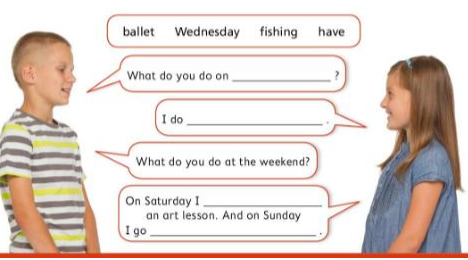 ballet Wednesday fishing have
What do you do on ____________?
I do ________________.
What do you do at the weekend?
On Saturday I ______________
an art lesson. And on Sunday
I go ____________________.